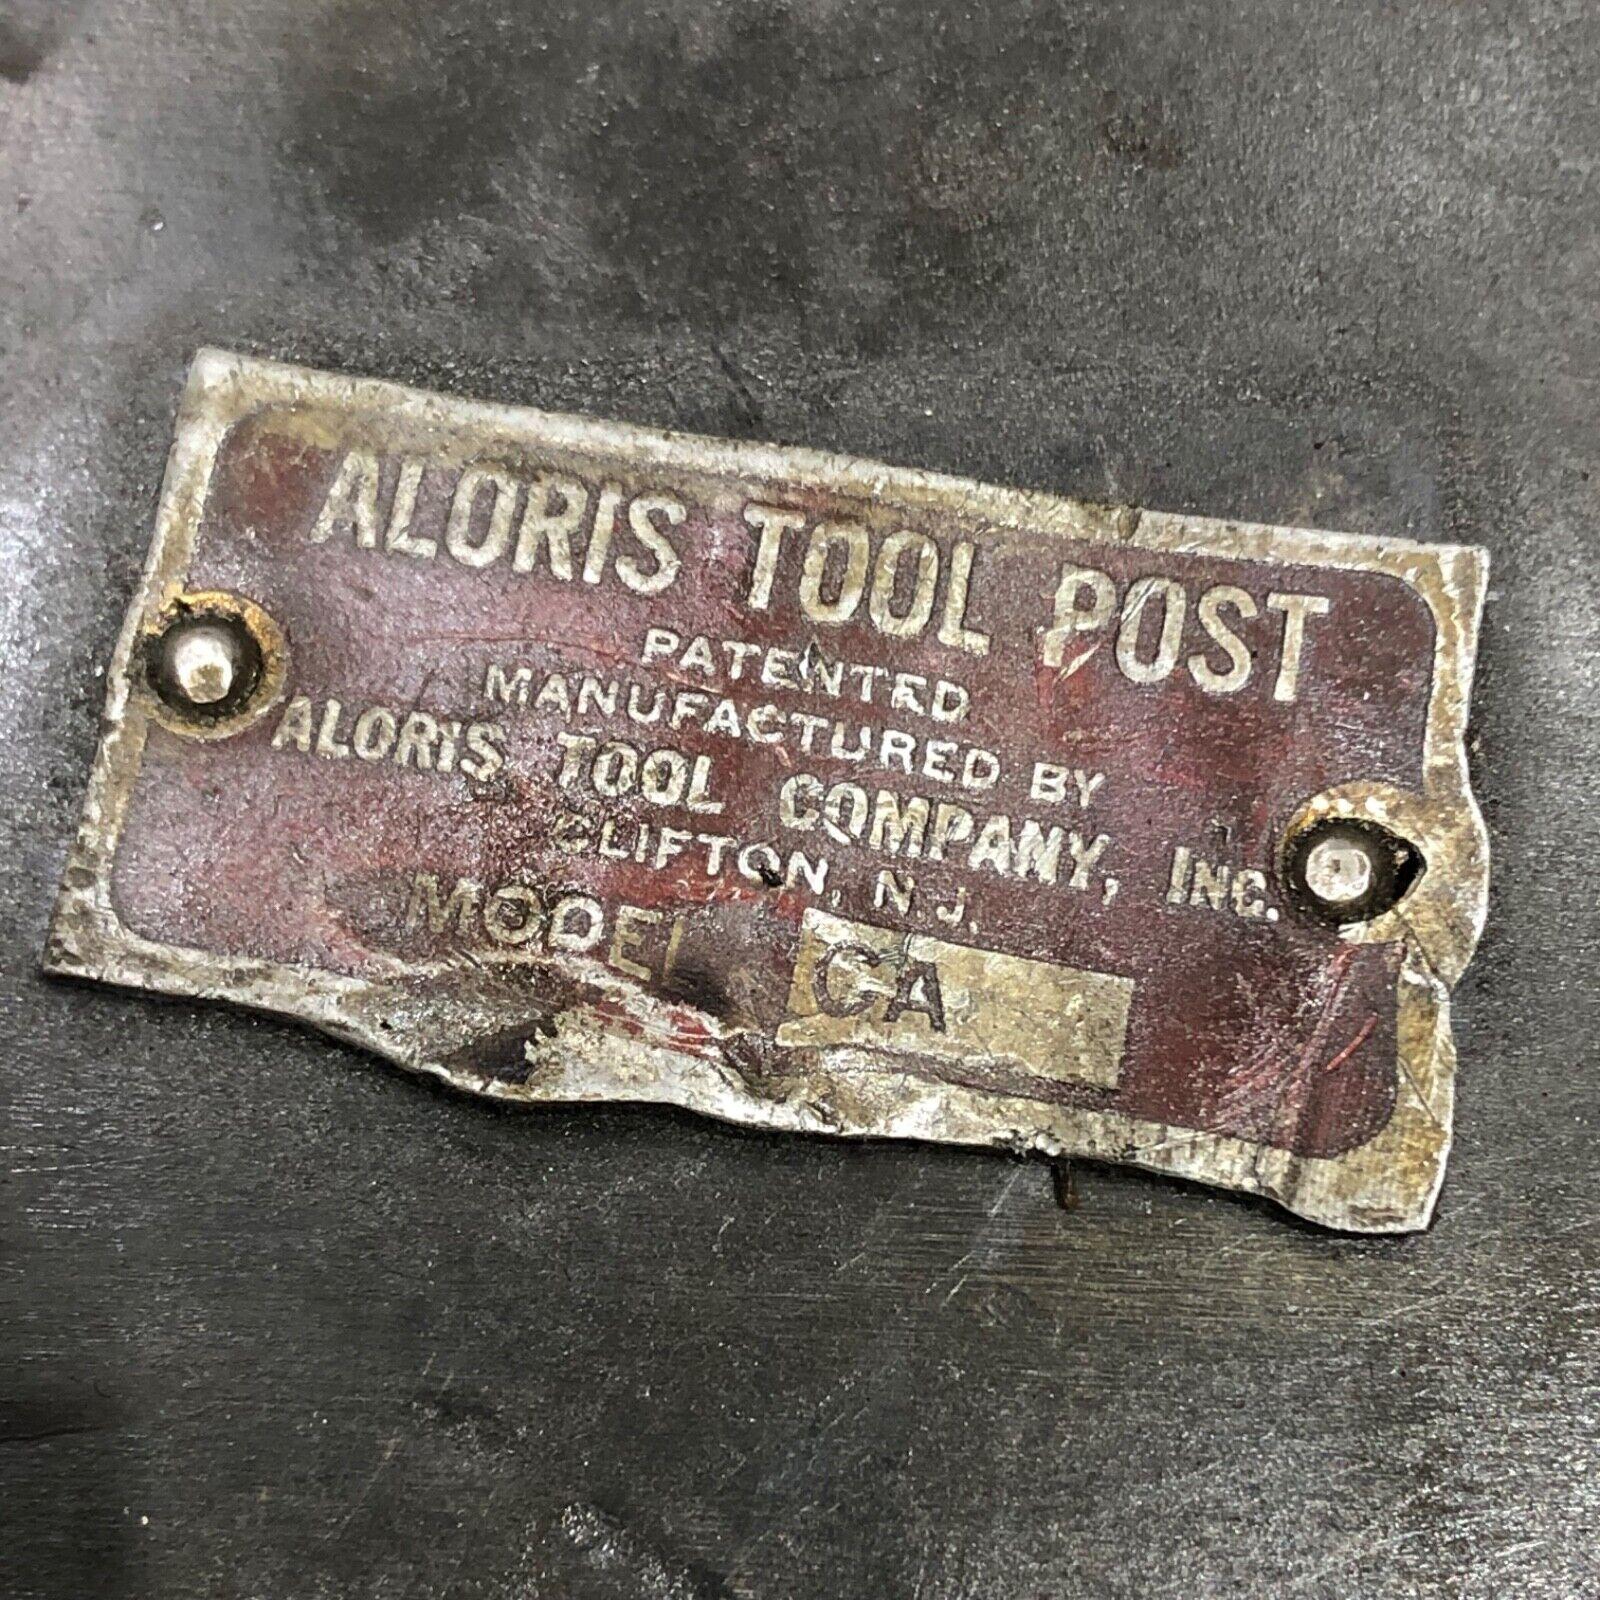 ALORIS TOOL POST
PATENTED
MANUFACTURED BY
ALORIS TOOL COMPANY, INC.
CLIFTON, N.J.
MODEL CA